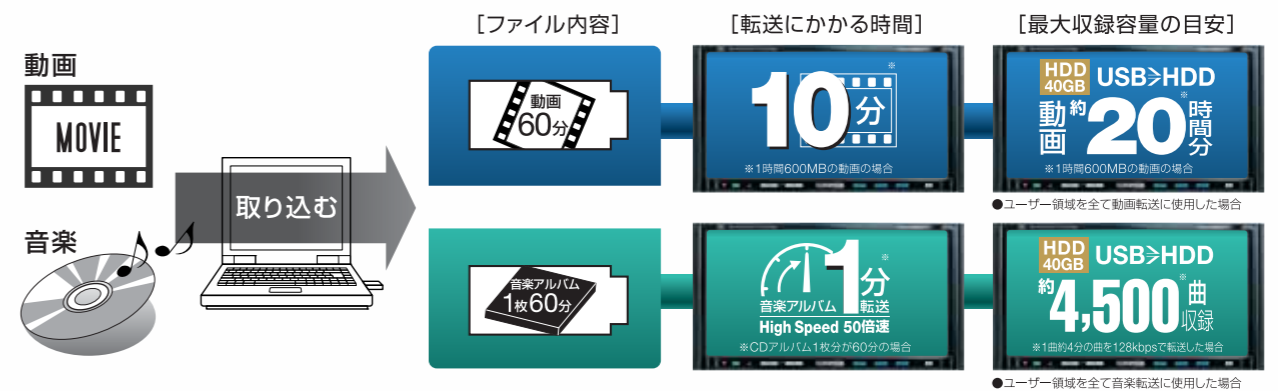 ［ファイル内容］
［転送にかかる時間］
［最大収録容量の目安］
動画
MOVIE
音楽
取り込む
動画
60分
10分
※
※1時間600MBの動画の場合
HDD
40GB
USB>HDD
動画
約20時間分
※
※1時間600MBの動画の場合
●ユーザー領域を全て動画転送に使用した場合
音楽アルバム
1枚60分
音楽アルバム
1分
※
転送
High Speed 50倍速
※CDアルバム1枚分が60分の場合
HDD
40GB
USB>HDD
約4,500曲
※
収録
※1曲約4分の曲を128kbpsで転送した場合
●ユーザー領域を全て音楽転送に使用した場合